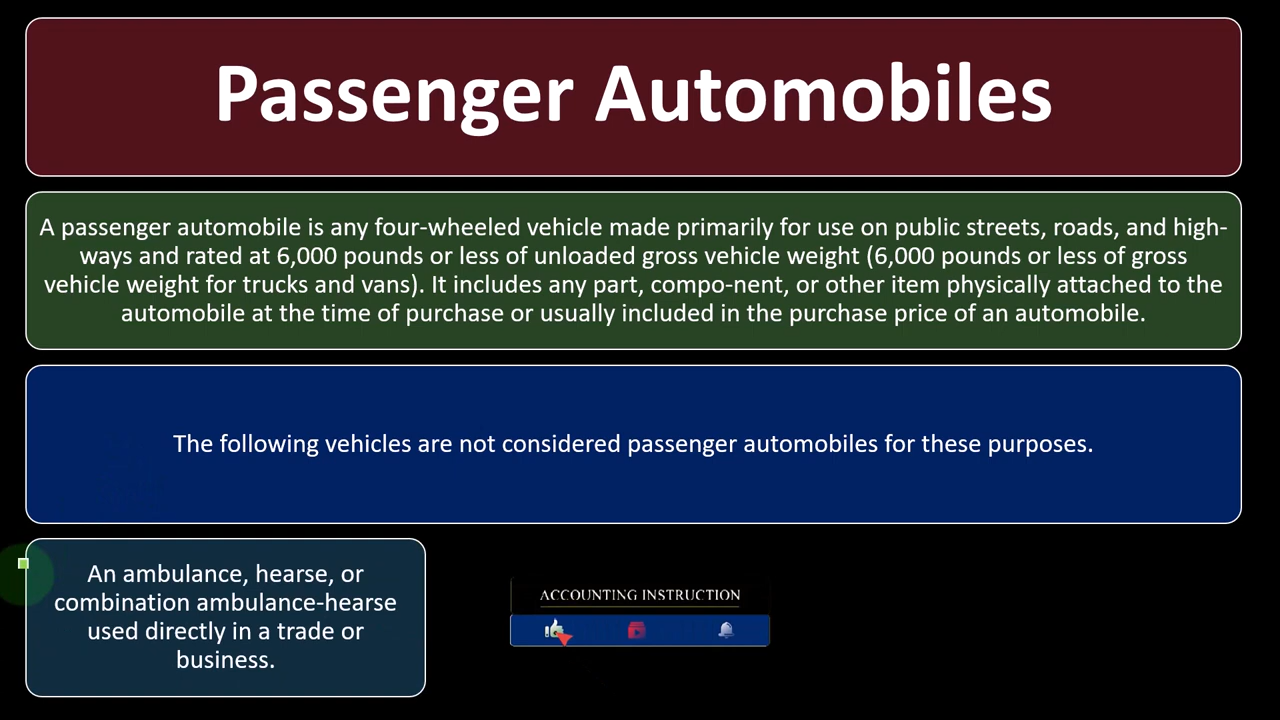 Passenger Automobiles
A passenger automobile is any four-wheeled vehicle made primarily for use on public streets, roads, and high-
ways and rated at 6,000 pounds or less of unloaded gross vehicle weight (6,000 pounds or less of gross
vehicle weight for trucks and vans). It includes any part, compo-nent, or other item physically attached to the
automobile at the time of purchase or usually included in the purchase price of an automobile.
The following vehicles are not considered passenger automobiles for these purposes.
An ambulance, hearse, or
combination ambulance-hearse
used directly in a trade or
business.
ACCOUNTING INSTRUCTION